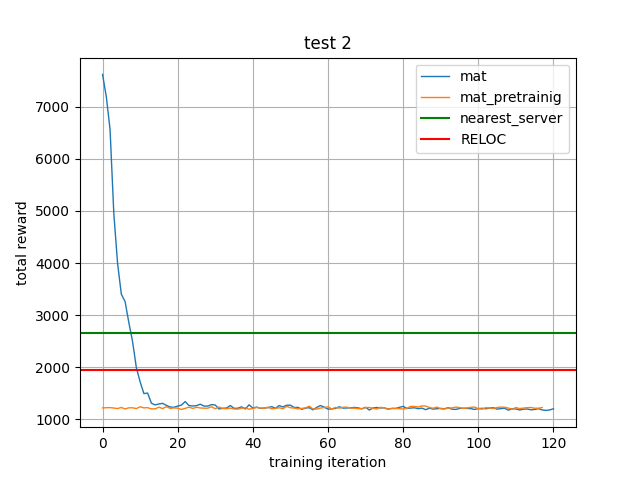 test 2
total reward
7000
6000
5000
4000
3000
2000
1000
mat
mat_pretrainig
nearest_server
RELOC
0
20
40
60
80
100
120
training iteration